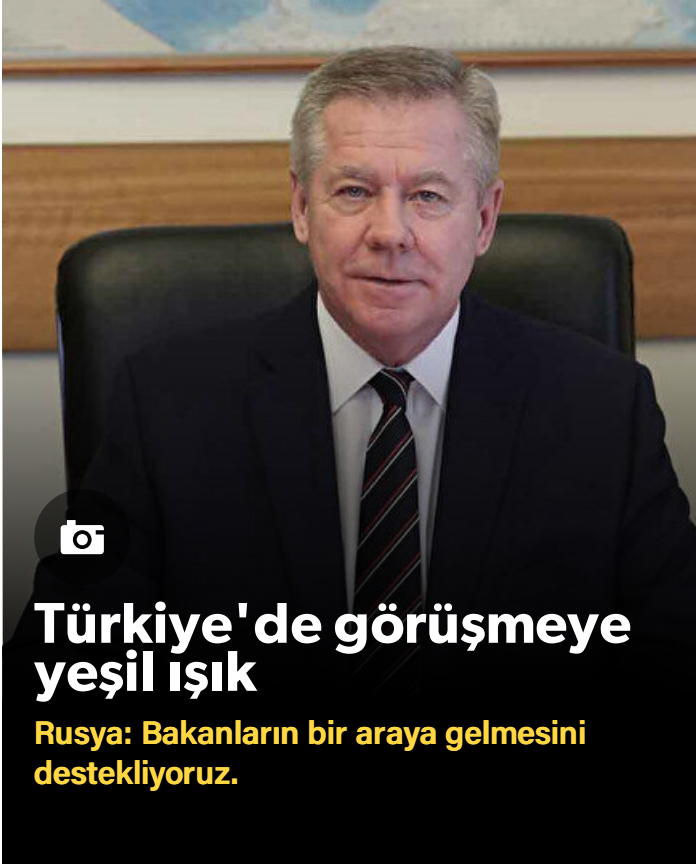 Türkiye'de görüşmeye
yeşil ışık
Rusya: Bakanların bir araya gelmesini
destekliyoruz.